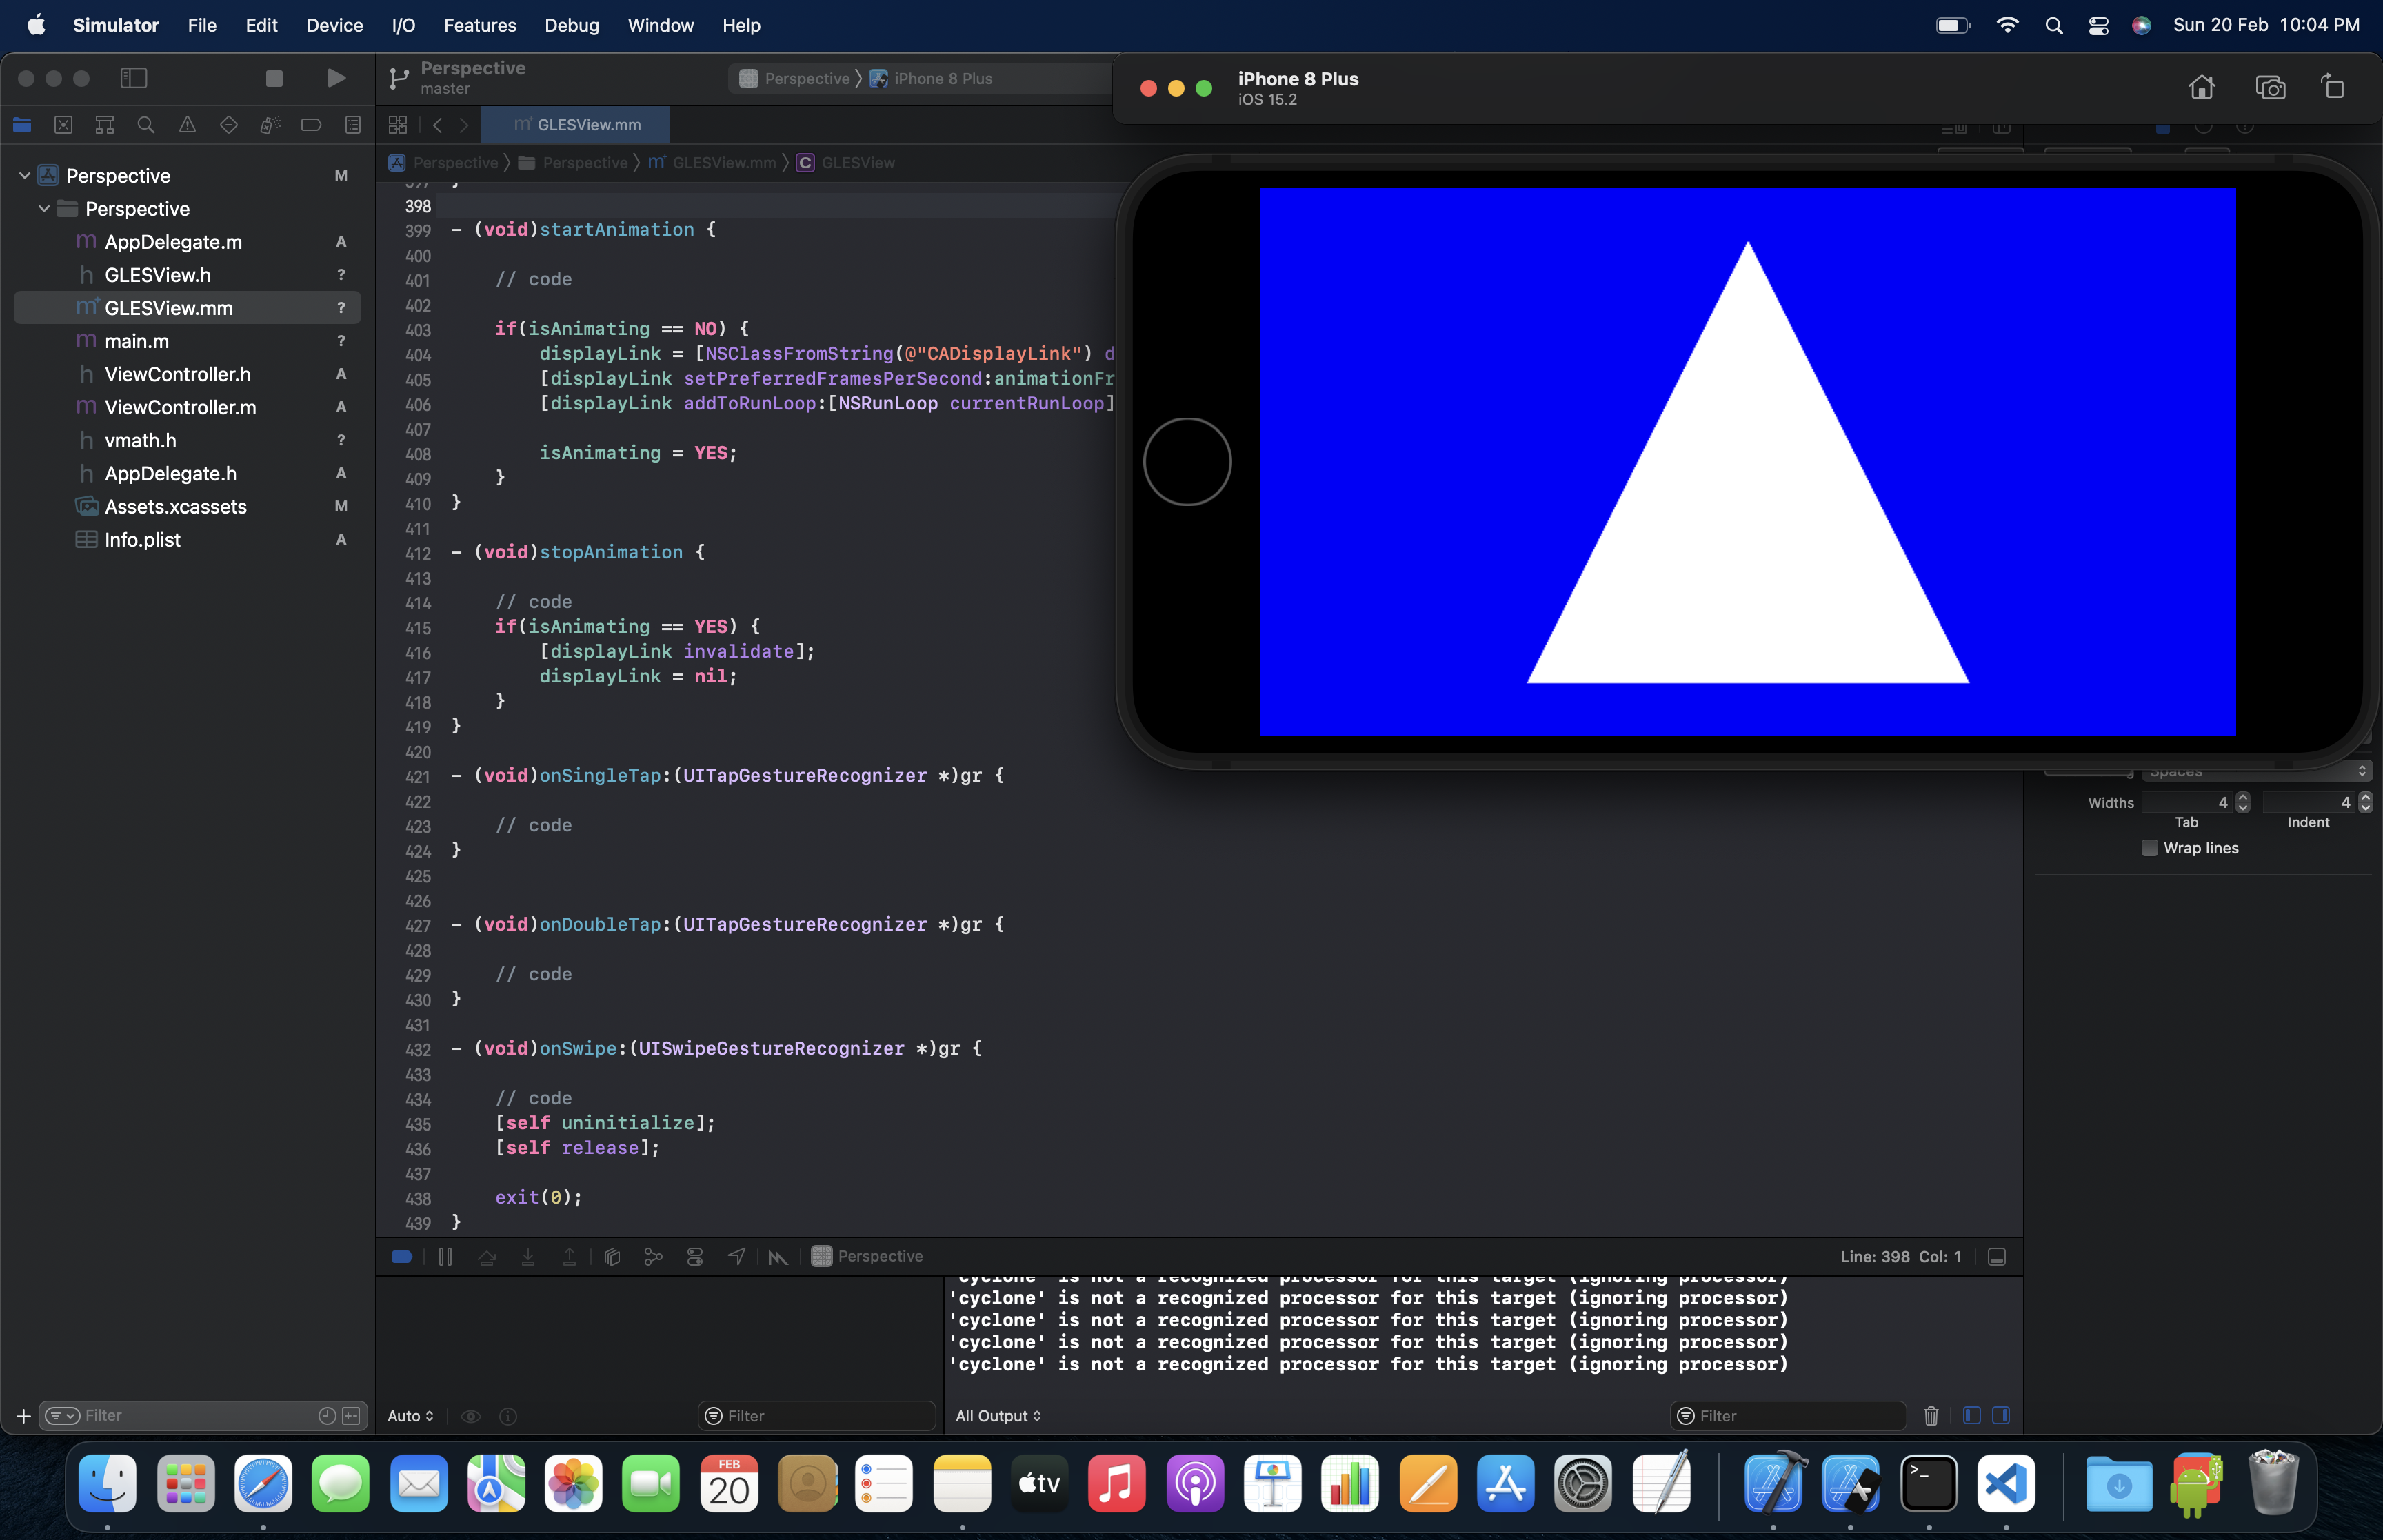 Simulator File Edit Device I/O Features Debug Window Help Sun 20 Feb 10:04 PM
Perspective
master
Perspective iPhone 8 Plus
iPhone 8 Plus
iOS 15.2
GLESView.mm
Perspective Perspective GLESView.mm C GLESView
Perspective M
Perspective
AppDelegate.m A
GLESView.h ?
GLESView.mm ?
main.m ?
ViewController.h A
ViewController.m A
vmath.h ?
AppDelegate.h A
Assets.xcassets M
Info.plist A
397 }
398
399 - (void)startAnimation {
400
401 // code
402
403 if(isAnimating == NO) {
404 displayLink = [NSClassFromString(@"CADisplayLink") d
405 [displayLink setPreferredFramesPerSecond:animationFr
406 [displayLink addToRunLoop:[NSRunLoop currentRunLoop]
407
408 isAnimating = YES;
409 }
410 }
411
412 - (void)stopAnimation {
413
414 // code
415 if(isAnimating == YES) {
416 [displayLink invalidate];
417 displayLink = nil;
418 }
419 }
420
421 - (void)onSingleTap:(UITapGestureRecognizer *)gr {
422
423 // code
424 }
425
426
427 - (void)onDoubleTap:(UITapGestureRecognizer *)gr {
428
429 // code
430 }
431
432 - (void)onSwipe:(UISwipeGestureRecognizer *)gr {
433
434 // code
435 [self uninitialize];
436 [self release];
437
438 exit(0);
439 }
Spaces
Widths 4 4
Tab Indent
Wrap lines
Perspective Line: 398 Col: 1
'cyclone' is not a recognized processor for this target (ignoring processor)
'cyclone' is not a recognized processor for this target (ignoring processor)
'cyclone' is not a recognized processor for this target (ignoring processor)
'cyclone' is not a recognized processor for this target (ignoring processor)
'cyclone' is not a recognized processor for this target (ignoring processor)
Filter Auto Filter All Output Filter
FEB
20
tv